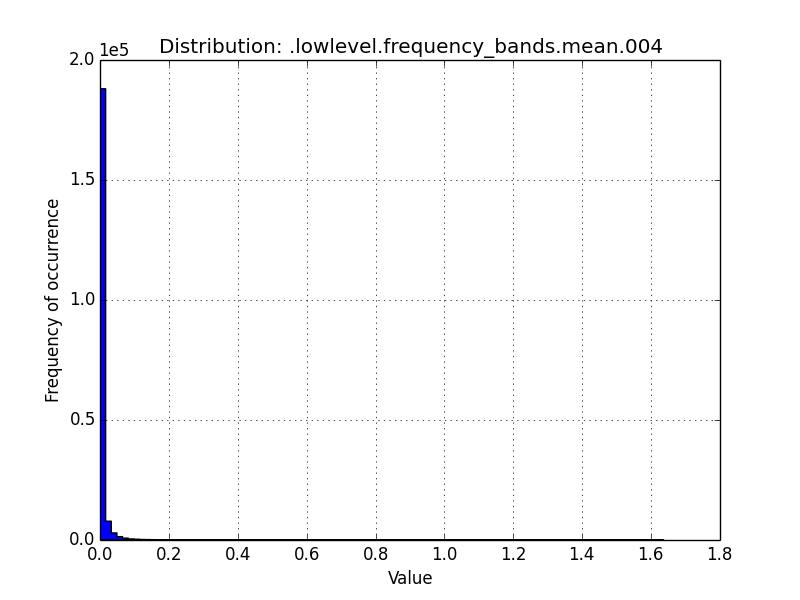 Distribution: .lowlevel.frequency_bands.mean.004
1e5
2.0
1.5
1.0
0.5
0.0
Frequency of occurrence
0.0 0.2 0.4 0.6 0.8 1.0 1.2 1.4 1.6 1.8
Value